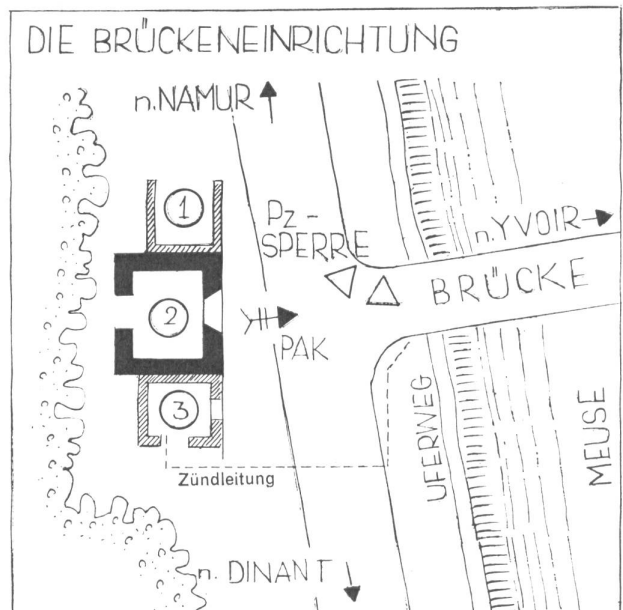 DIE BRÜCKENEINRICHTUNG
n.NAMUR
1
Pz-
SPERRE
n.YVOIR
BRÜCKE
2
PAK
3
UFERWEG
MEUSE
Zündleitung
n. DINANT